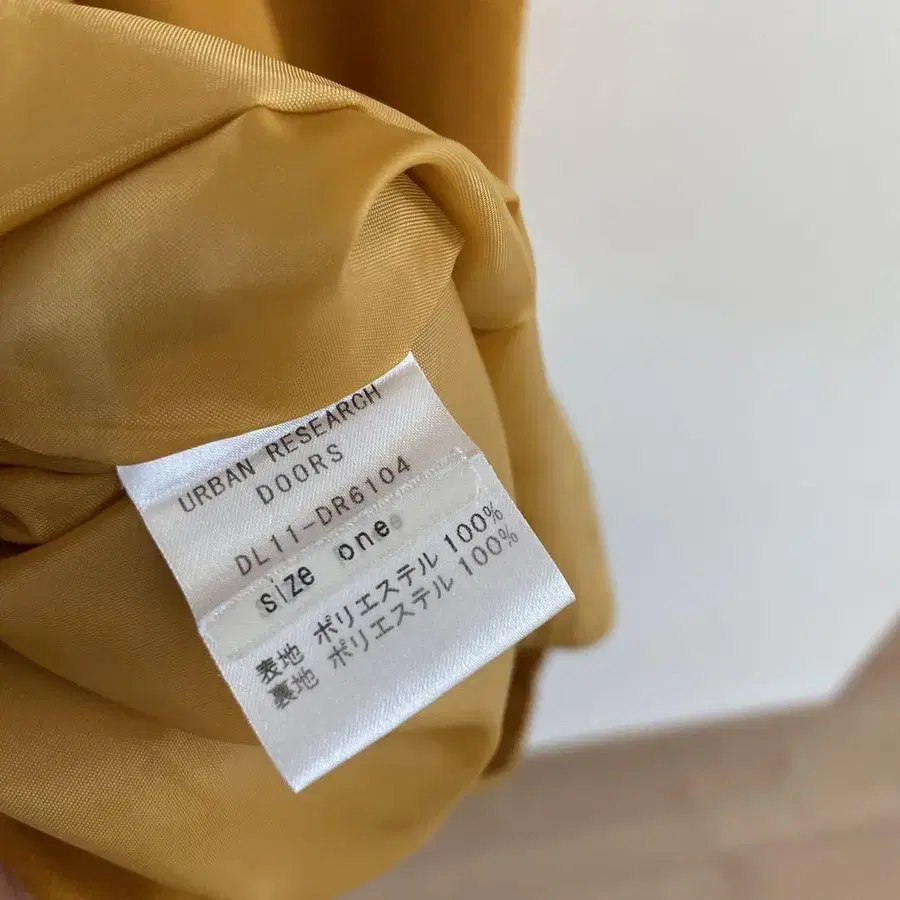 URBAN RESEARCH
DOORS
DL11-DR6104
size one
表地 ポリエステル 100%
裏地 ポリエステル 100%